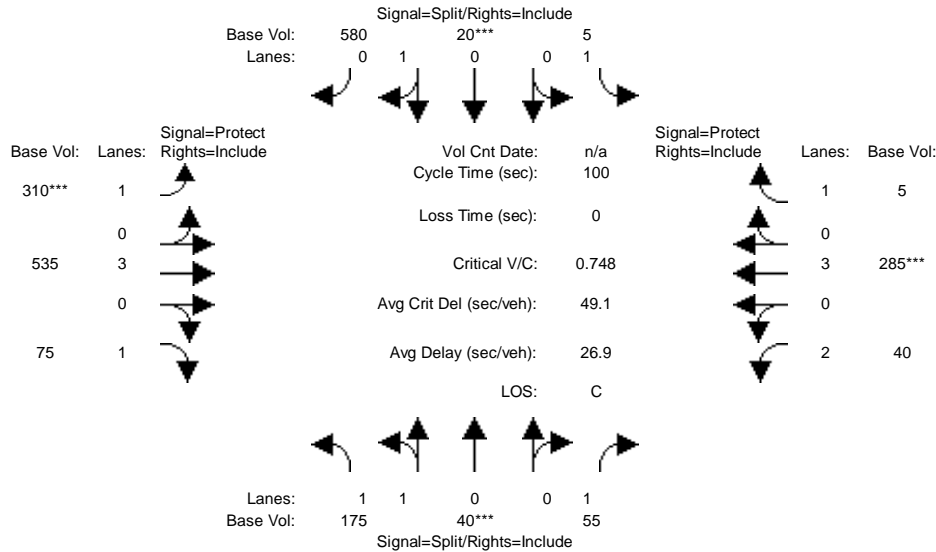 Signal=Split/Rights=Include
Base Vol: 580 20*** 5
Lanes: 0 1 0 0 1
Signal=Protect Signal=Protect
Base Vol: Lanes: Rights=Include Vol Cnt Date: n/a Rights=Include Lanes: Base Vol:
Cycle Time (sec): 100
310*** 1 1 5
Loss Time (sec): 0
0 0
535 3 Critical V/C: 0.748 3 285***
0 Avg Crit Del (sec/veh): 49.1 0
75 1 Avg Delay (sec/veh): 26.9 2 40
LOS: C
Lanes: 1 1 0 0 1
Base Vol: 175 40*** 55
Signal=Split/Rights=Include